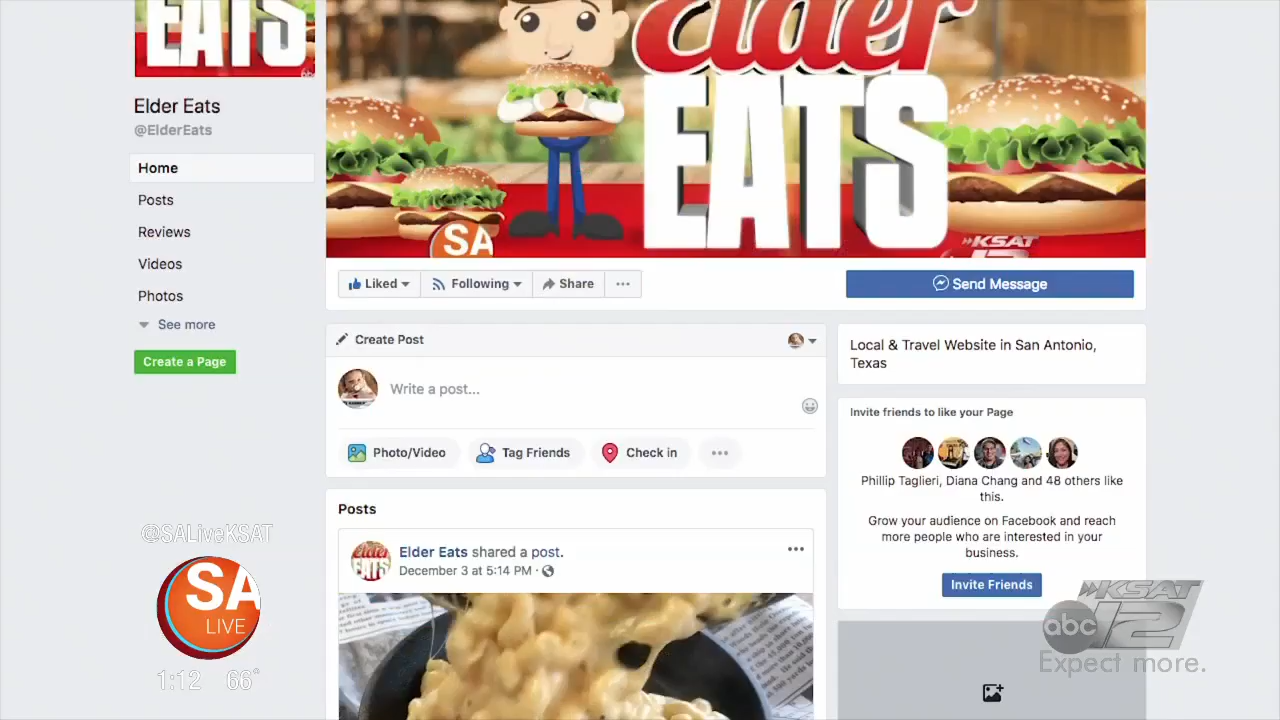 EATS
Elder Eats
@ElderEats
Home
Posts
Reviews
Videos
Photos
See more
Create a Page
elder
EATS
SA
KSAT
12
Liked
Following
Share
Send Message
Create Post
Write a post...
Photo/Video
Tag Friends
Check in
Posts
elder
EATS
Elder Eats shared a post.
December 3 at 5:14 PM ·
Local & Travel Website in San Antonio,
Texas
Invite friends to like your Page
Phillip Taglieri, Diana Chang and 48 others like
this.
Grow your audience on Facebook and reach
more people who are interested in your
business.
Invite Friends
@SALiveKSAT
SA
LIVE
1:12 66°
KSAT
abc 12
Expect more.